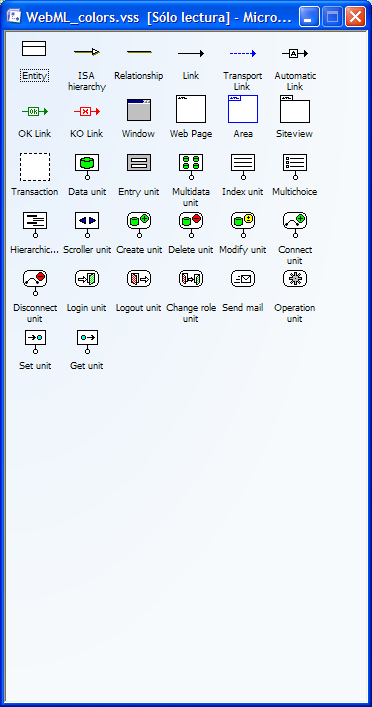 WebML_colors.vss [Sólo lectura] - Micro...
Entity
ISA
hierarchy
Relationship
Link
Transport
Link
Automatic
Link
A
OK
OK Link
KO Link
Window
Web Page
Area
Siteview
Transaction
Data unit
Entry unit
Multidata
unit
Index unit
Multichoice
Hierarchic...
Scroller unit
Create unit
Delete unit
Modify unit
Connect
unit
Disconnect
unit
Login unit
Logout unit
Change role
unit
Send mail
Operation
unit
Set unit
Get unit